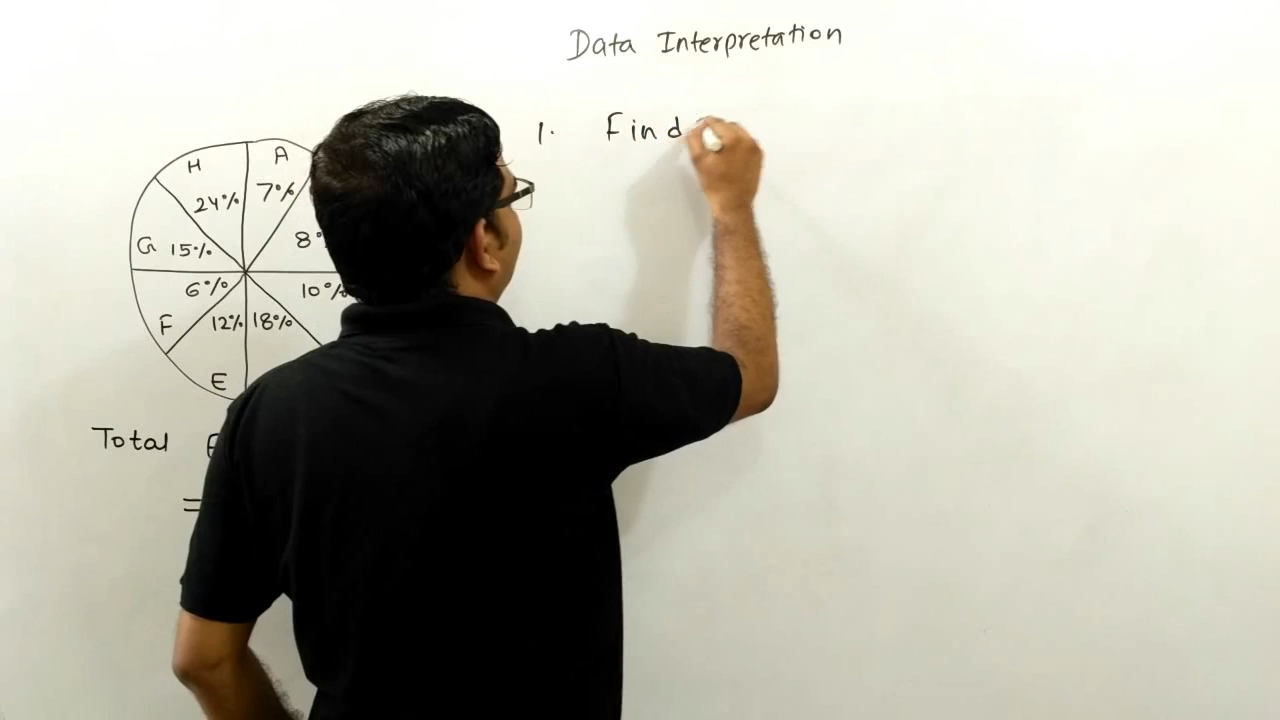 Data Interpretation
1. Find
H
A
24%
7%
G 15%
8%
6%
10%
F
12% 18%
E
Total
=